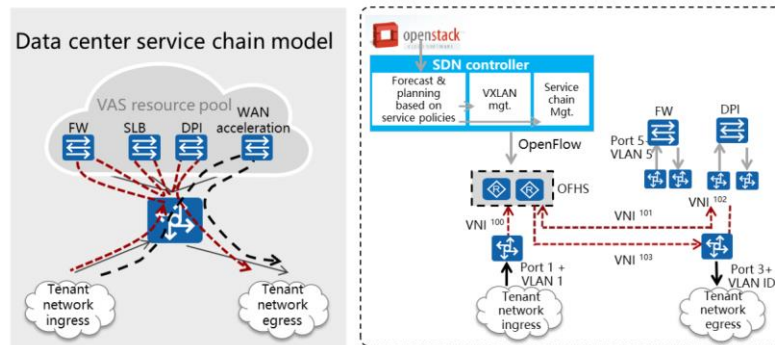 Data center service chain model
VAS resource pool
FW
SLB
DPI
WAN
acceleration
Tenant
network
ingress
Tenant
network
egress
openstack
SDN controller
Forecast &
planning
based on
service policies
VXLAN
mgt.
Service
chain
Mgt.
OpenFlow
FW
DPI
Port 5
VLAN 5
R
R
OFHS
VNI 100
VNI 101
VNI 102
VNI 103
Port 1 +
VLAN 1
Port 3+
VLAN ID
Tenant
network
ingress
Tenant
network
egress